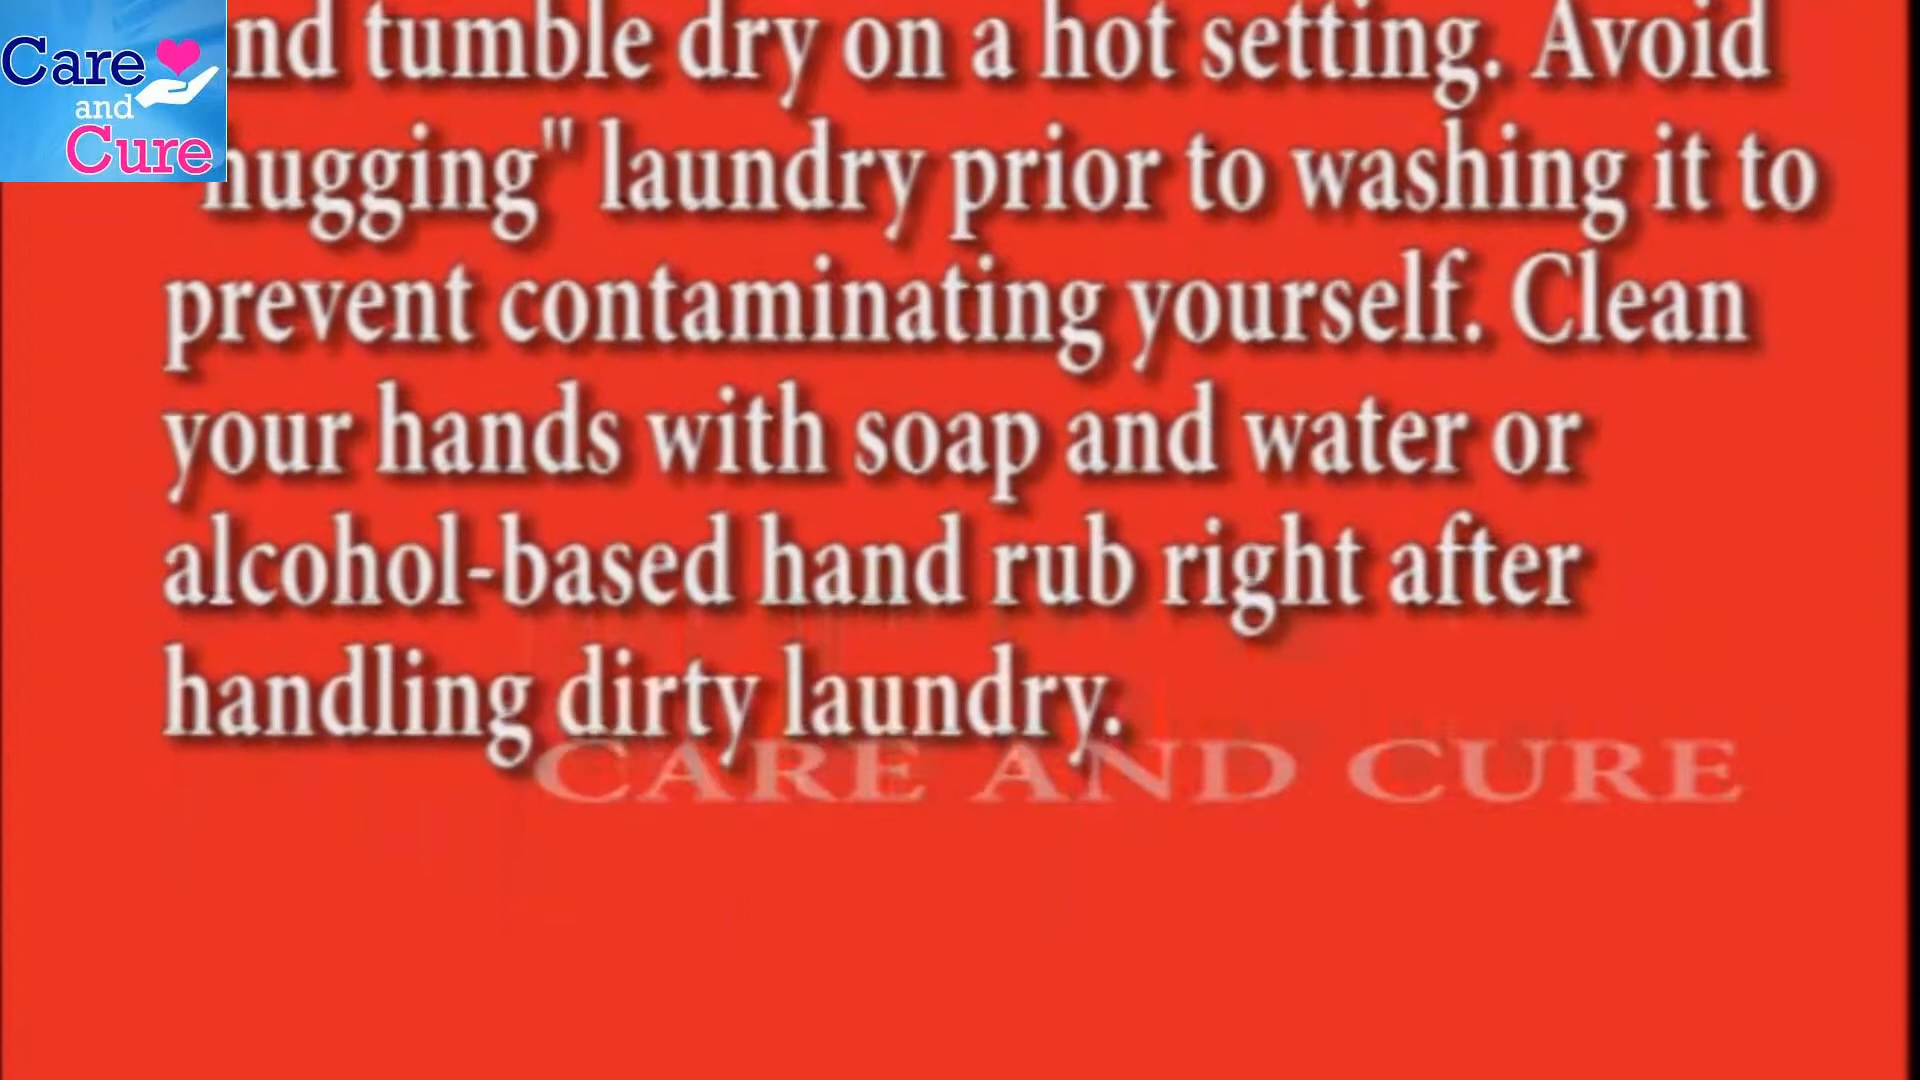 Care
and
Cure
nd tumble dry on a hot setting. Avoid
hugging" laundry prior to washing it to
prevent contaminating yourself. Clean
your hands with soap and water or
alcohol-based hand rub right after
handling dirty laundry.
CARE AND CURE